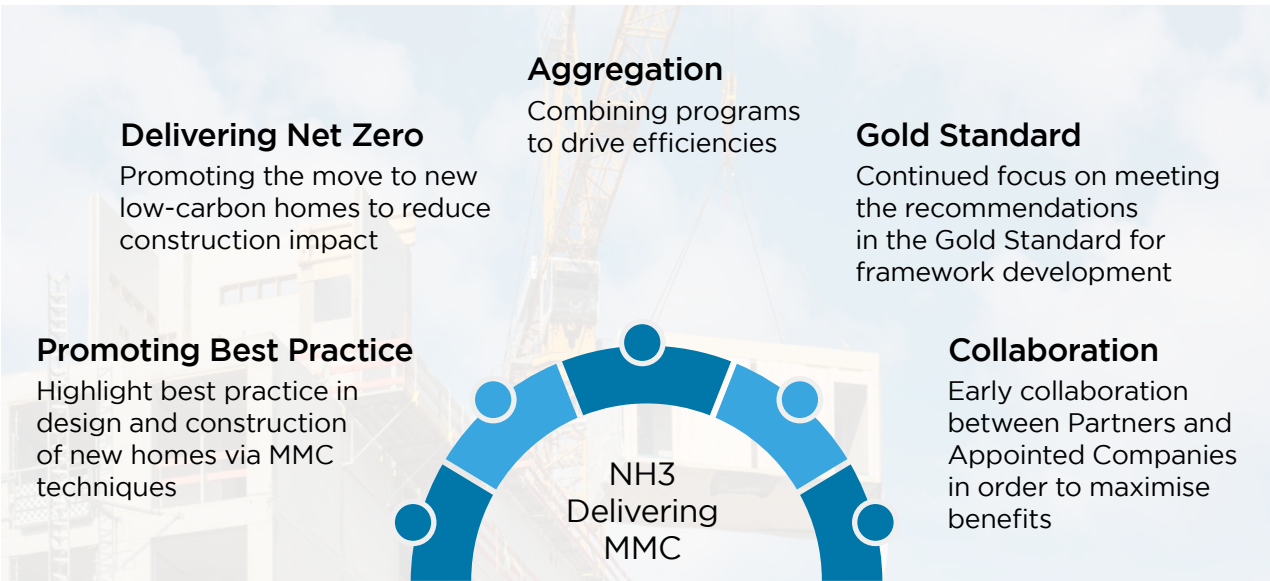 Aggregation
Combining programs
to drive efficiencies
Delivering Net Zero
Promoting the move to new
low-carbon homes to reduce
construction impact
Gold Standard
Continued focus on meeting
the recommendations
in the Gold Standard for
framework development
Promoting Best Practice
Highlight best practice in
design and construction
of new homes via MMC
techniques
Collaboration
Early collaboration
between Partners and
Appointed Companies
in order to maximise
benefits
NH3
Delivering
MMC